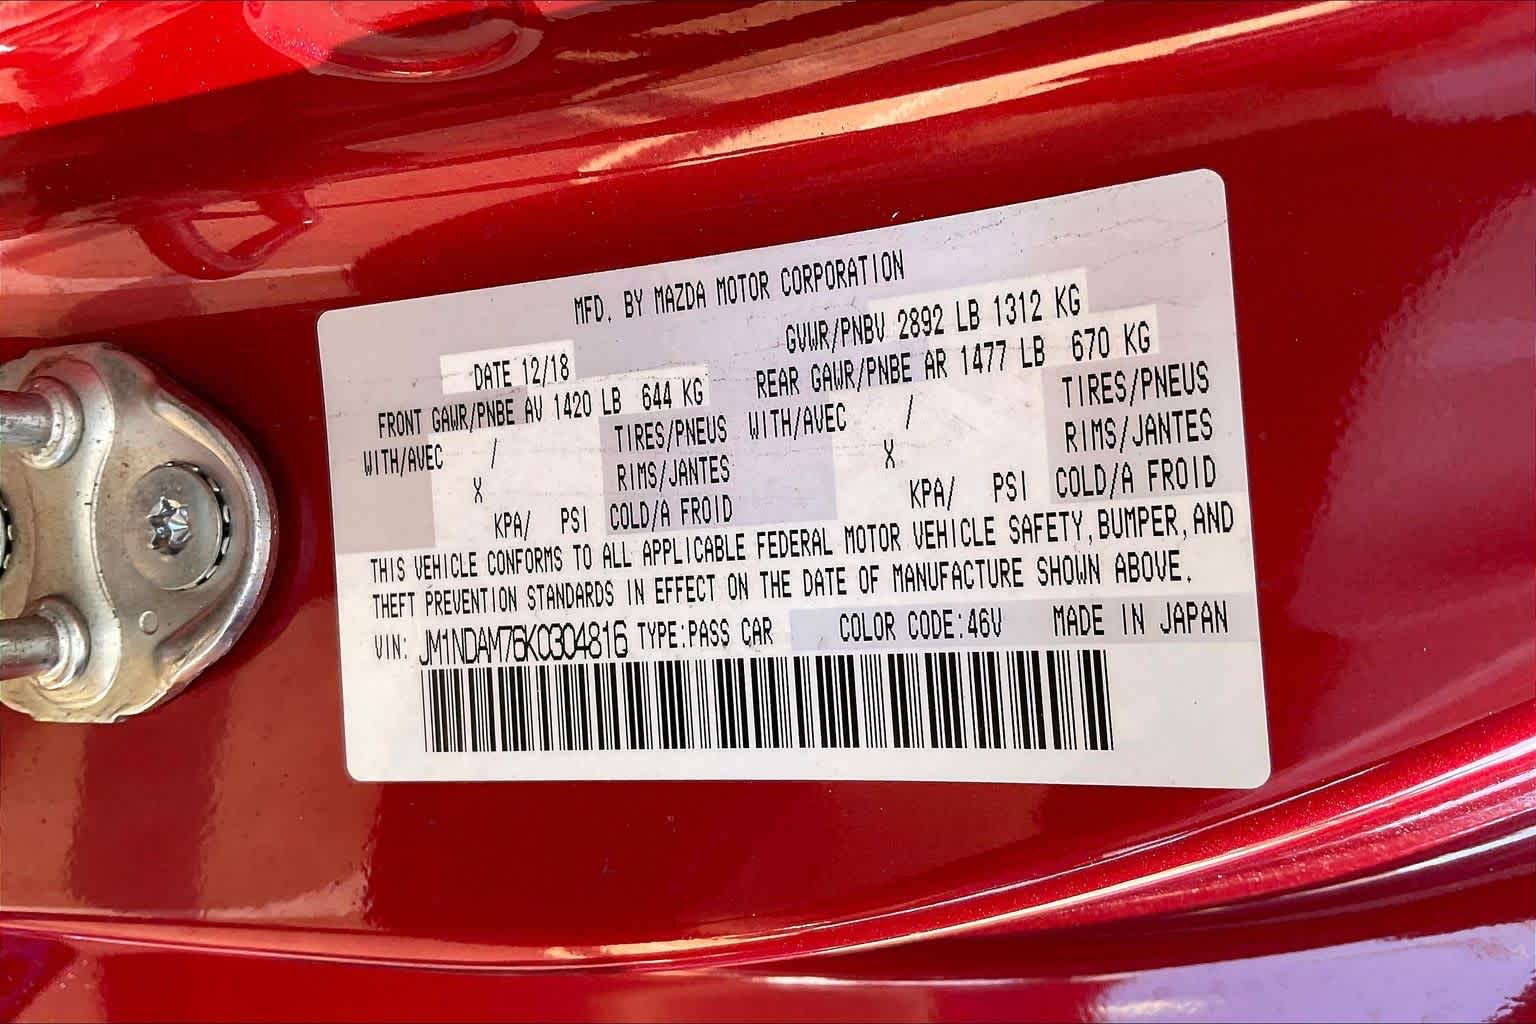 MFD. BY MAZDA MOTOR CORPORATION
DATE 12/18
GVWR/PNBV 2892 LB 1312 KG
FRONT GAWR/PNBE AV 1420 LB 644 KG
REAR GAWR/PNBE AR 1477 LB 670 KG
WITH/AVEC / TIRES/PNEUS
X RIMS/JANTES
KPA/ PSI COLD/A FROID
WITH/AVEC / TIRES/PNEUS
X RIMS/JANTES
KPA/ PSI COLD/A FROID
THIS VEHICLE CONFORMS TO ALL APPLICABLE FEDERAL MOTOR VEHICLE SAFETY, BUMPER, AND
THEFT PREVENTION STANDARDS IN EFFECT ON THE DATE OF MANUFACTURE SHOWN ABOVE.
VIN: JM1NDAM76K0304816 TYPE:PASS CAR COLOR CODE:46V MADE IN JAPAN